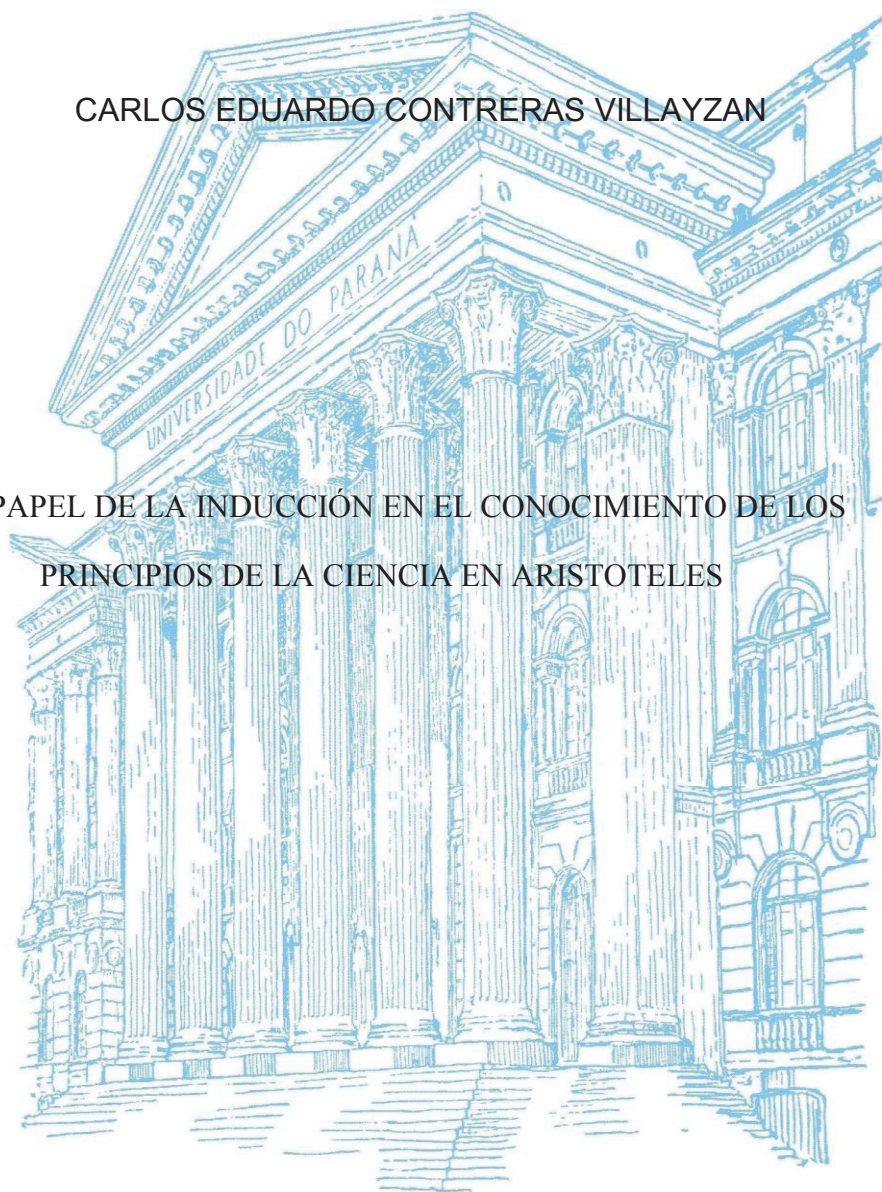 CARLOS EDUARDO CONTRERAS VILLAYZAN
UNIVERSIDADE DO PARANÁ
PAPEL DE LA INDUCCIÓN EN EL CONOCIMIENTO DE LOS
PRINCIPIOS DE LA CIENCIA EN ARISTOTELES